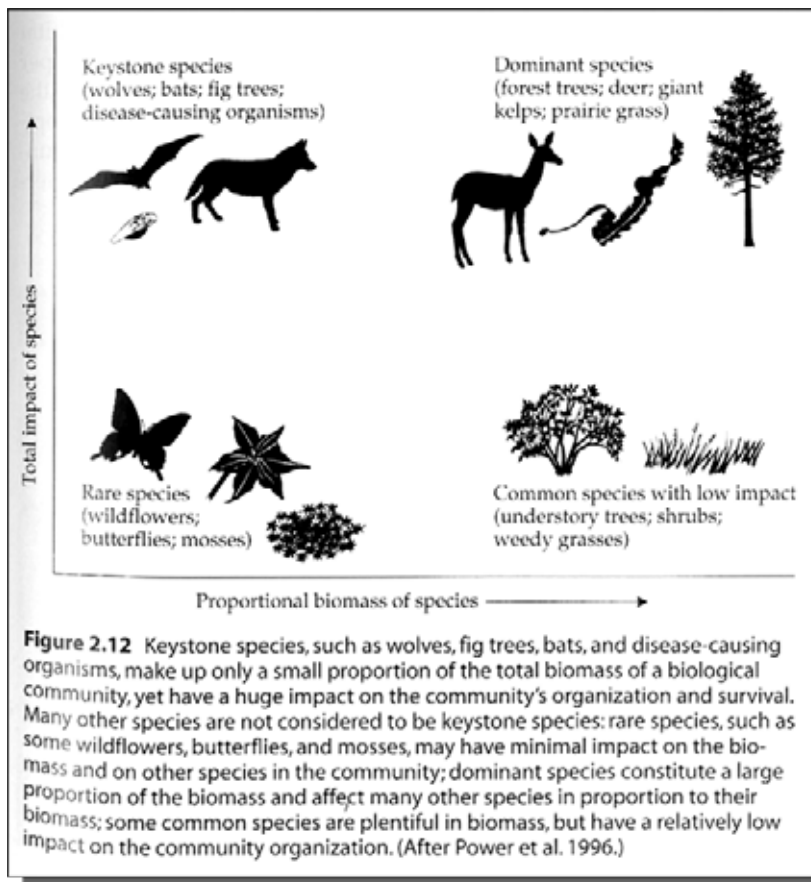 Keystone species
(wolves; bats; fig trees;
disease-causing organisms)
Dominant species
(forest trees; deer; giant
kelps; prairie grass)
Total impact of species
Rare species
(wildflowers;
butterflies; mosses)
Common species with low impact
(understory trees; shrubs;
weedy grasses)
Proportional biomass of species
Figure 2.12 Keystone species, such as wolves, fig trees, bats, and disease-causing
organisms, make up only a small proportion of the total biomass of a biological
community, yet have a huge impact on the community's organization and survival.
Many other species are not considered to be keystone species: rare species, such as
some wildflowers, butterflies, and mosses, may have minimal impact on the bio-
mass and on other species in the community; dominant species constitute a large
proportion of the biomass and affect many other species in proportion to their
biomass; some common species are plentiful in biomass, but have a relatively low
impact on the community organization. (After Power et al. 1996.)